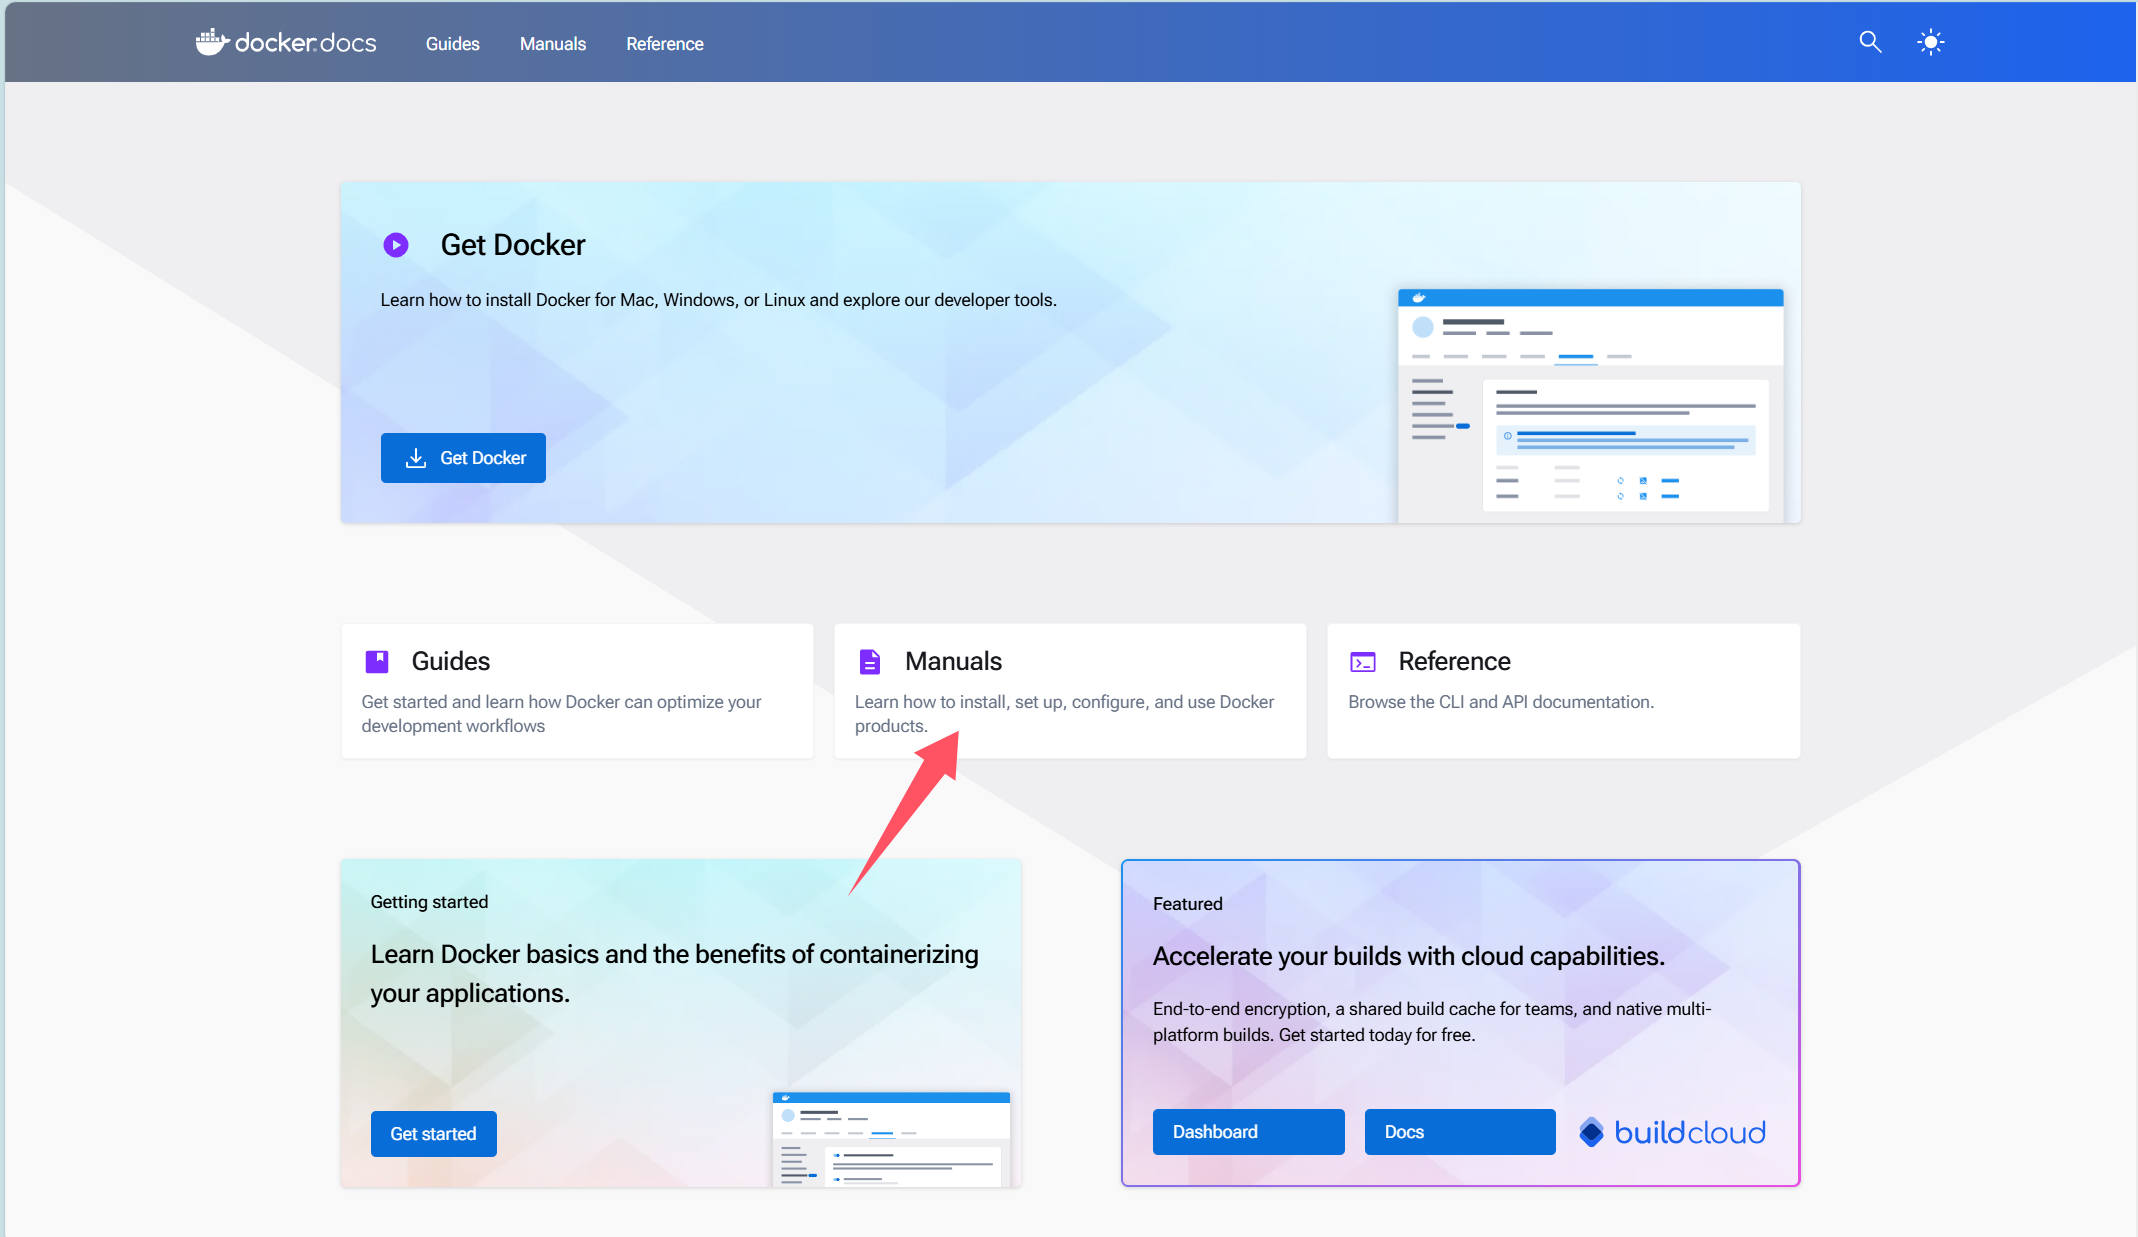 docker.docs
Guides
Manuals
Reference
Get Docker
Learn how to install Docker for Mac, Windows, or Linux and explore our developer tools.
Get Docker
Guides
Get started and learn how Docker can optimize your
development workflows
Manuals
Learn how to install, set up, configure, and use Docker
products.
Reference
Browse the CLI and API documentation.
Getting started
Learn Docker basics and the benefits of containerizing
your applications.
Get started
Featured
Accelerate your builds with cloud capabilities.
End-to-end encryption, a shared build cache for teams, and native multi-
platform builds. Get started today for free.
Dashboard
Docs
buildcloud